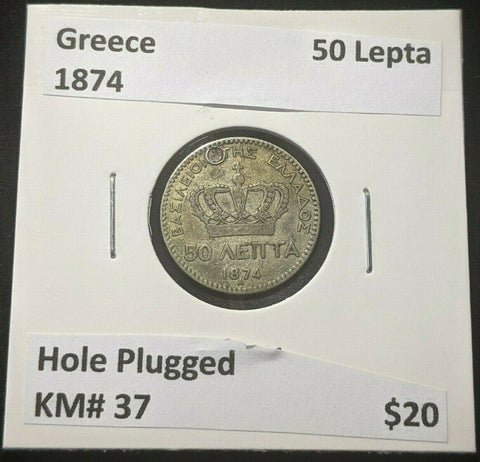 Greece 50 Lepta
1874
ΒΑΣΙΛΕΙΟΝ ΤΗΣ ΕΛΛΑΔΟΣ
50 ΛΕΠΤΑ
1874
Hole Plugged
KM# 37 $20